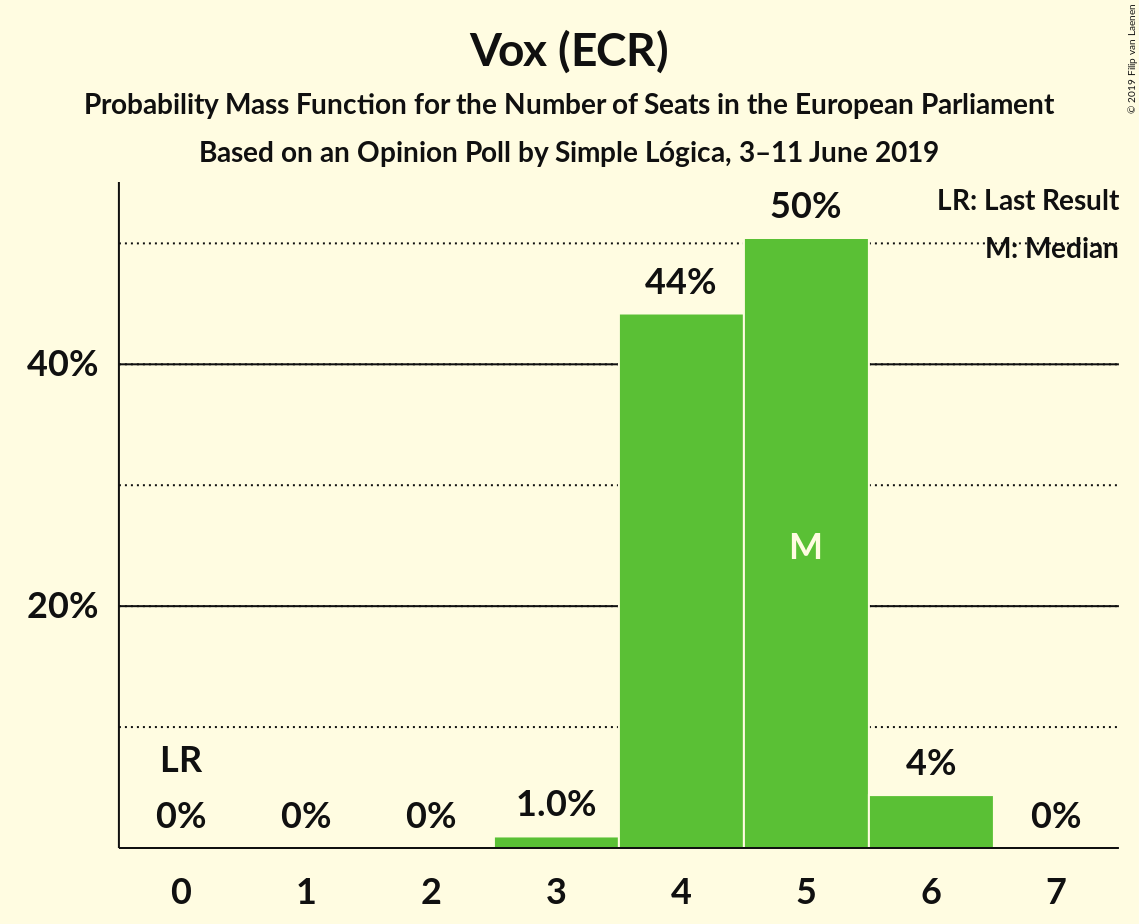 Vox (ECR)
Probability Mass Function for the Number of Seats in the European Parliament
Based on an Opinion Poll by Simple Lógica, 3–11 June 2019
© 2019 Filip van Laenen
LR: Last Result
M: Median
50%
44%
40%
M
20%
LR
4%
1.0%
0% 0% 0% 0%
0 1 2 3 4 5 6 7